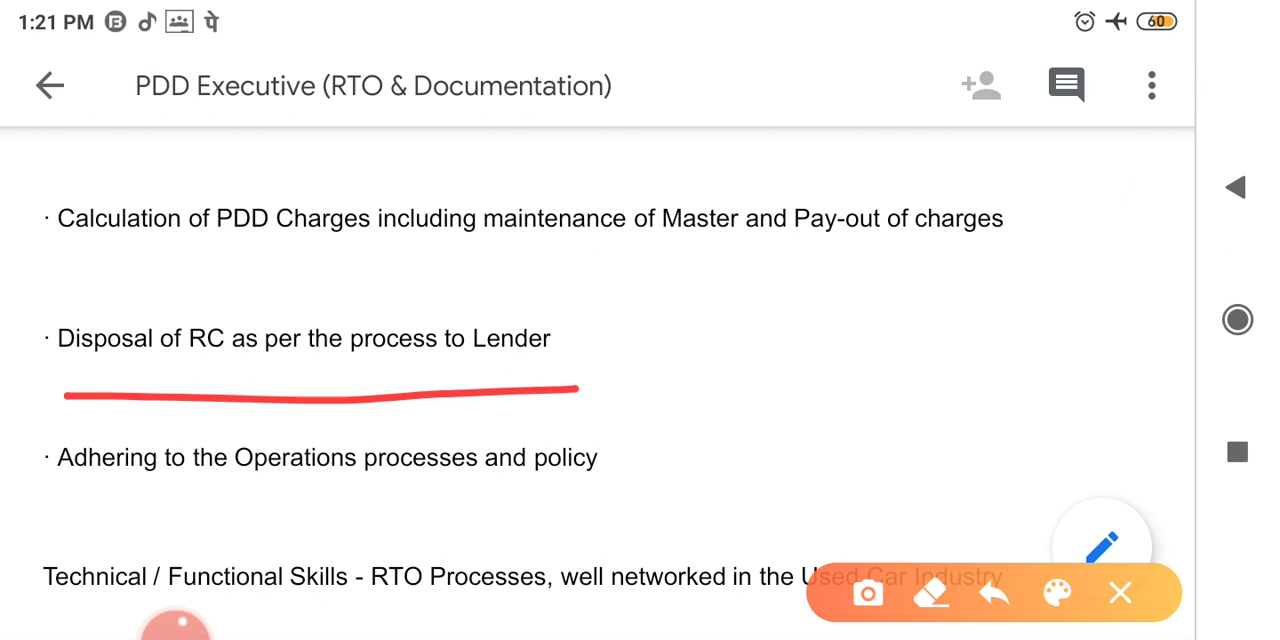 1:21 PM पे 60
PDD Executive (RTO & Documentation)
· Calculation of PDD Charges including maintenance of Master and Pay-out of charges
· Disposal of RC as per the process to Lender
· Adhering to the Operations processes and policy
Technical / Functional Skills - RTO Processes, well networked in the Used Car Industry